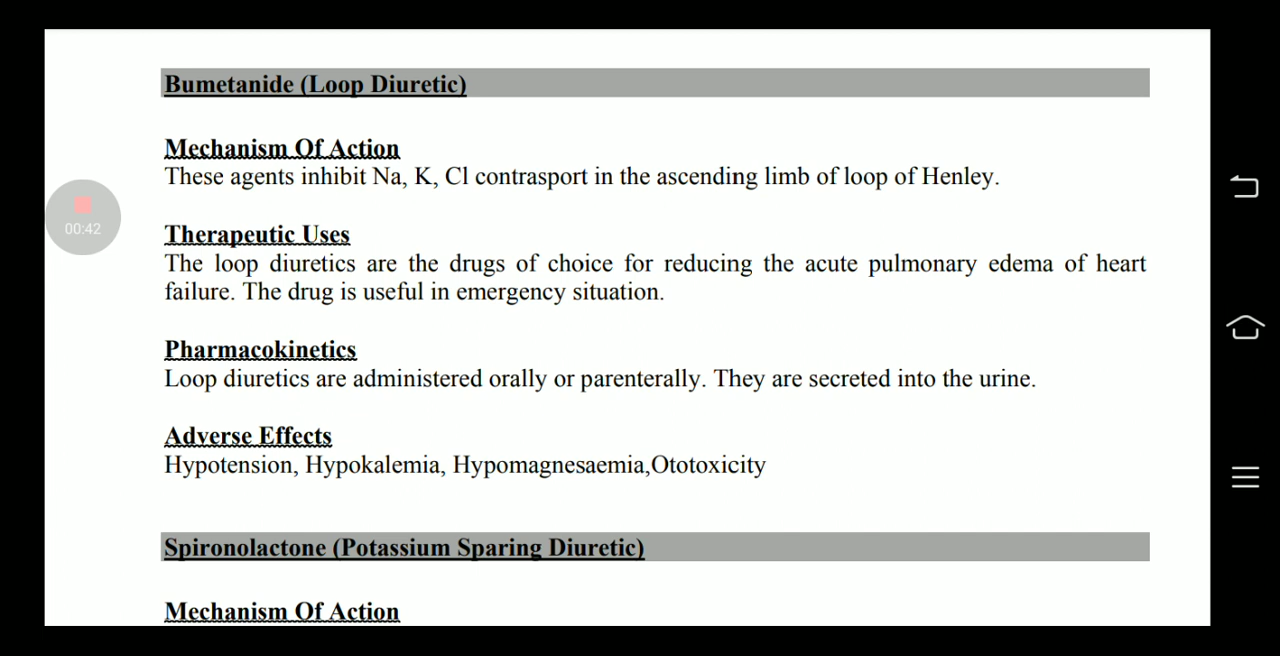 Bumetanide (Loop Diuretic)
Mechanism Of Action
These agents inhibit Na, K, Cl contrasport in the ascending limb of loop of Henley.
00:42
Therapeutic Uses
The loop diuretics are the drugs of choice for reducing the acute pulmonary edema of heart
failure. The drug is useful in emergency situation.
Pharmacokinetics
Loop diuretics are administered orally or parenterally. They are secreted into the urine.
Adverse Effects
Hypotension, Hypokalemia, Hypomagnesaemia,Ototoxicity
Spironolactone (Potassium Sparing Diuretic)
Mechanism Of Action